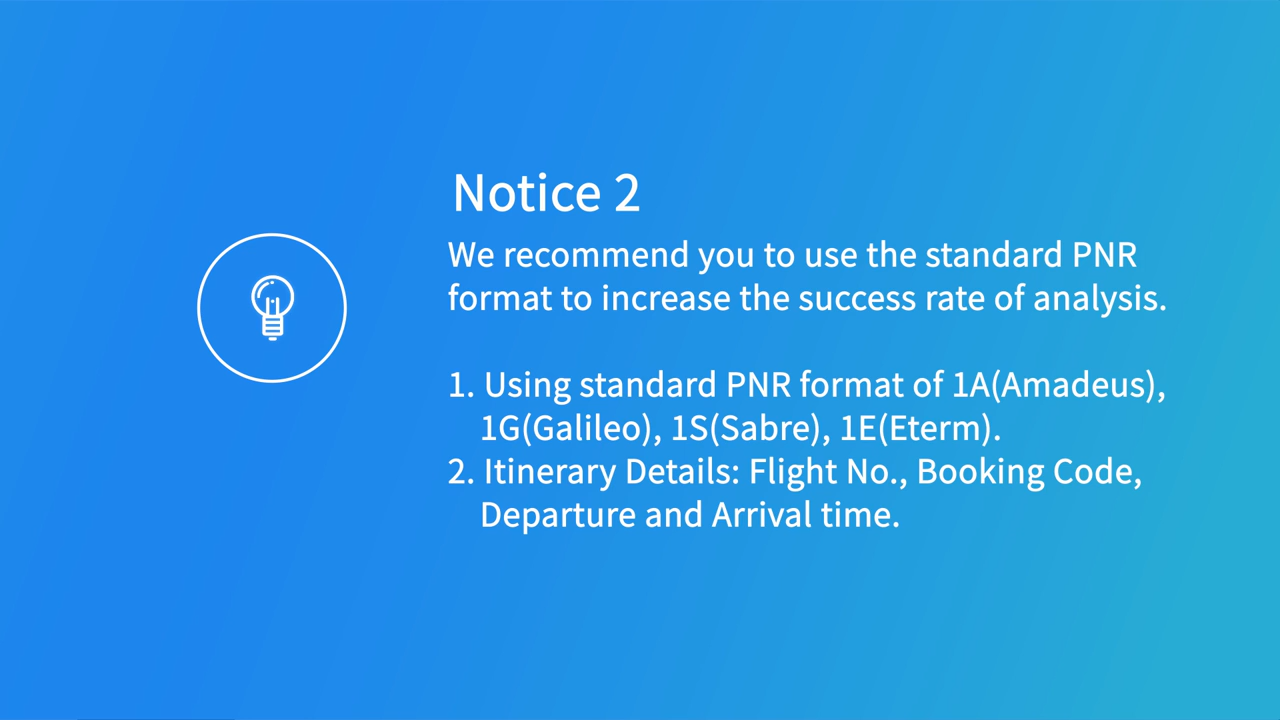 Notice 2
We recommend you to use the standard PNR
format to increase the success rate of analysis.
1. Using standard PNR format of 1A(Amadeus),
1G(Galileo), 1S(Sabre), 1E(Eterm).
2. Itinerary Details: Flight No., Booking Code,
Departure and Arrival time.